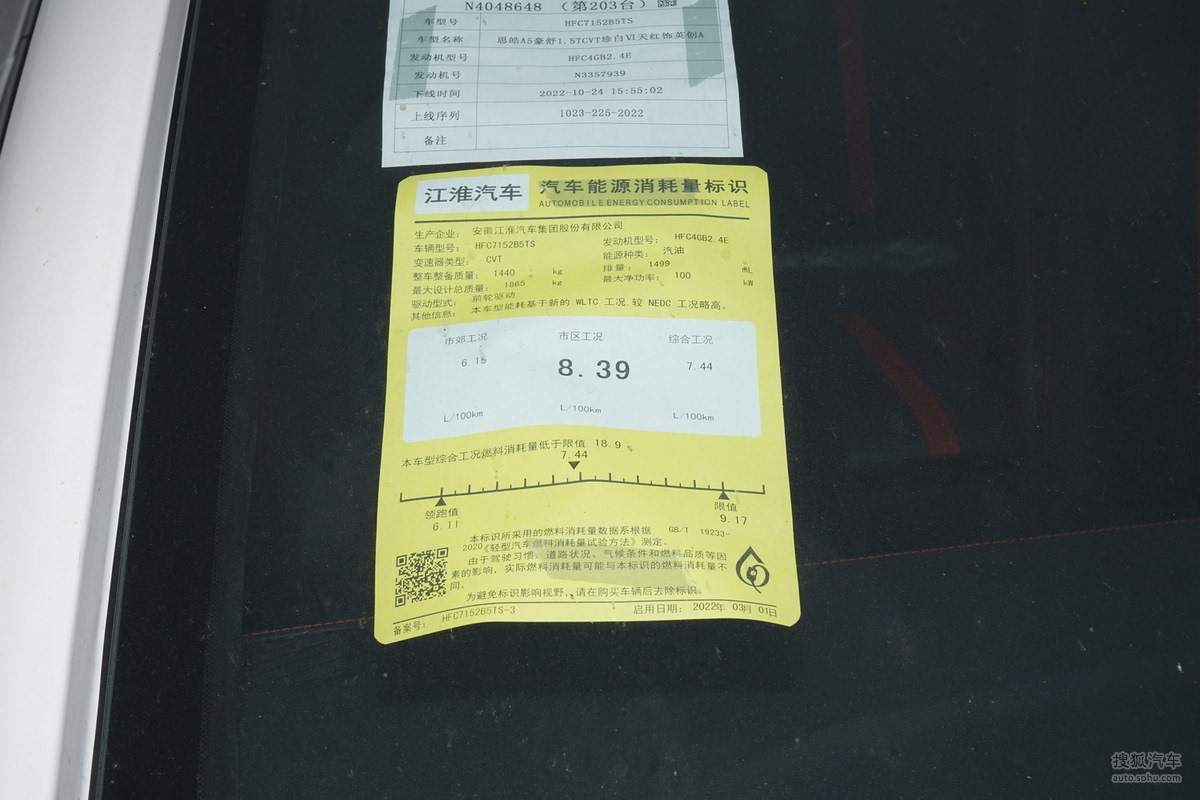 N4048648 （第203台）
车型号 HFC7152B5TS
车型名称 思皓A5豪舒1.5TCVT珍白Ⅵ天红饰英创A
发动机型号 HFC4GB2.4E
发动机号 N3357939
下线时间 2022-10-24 15:55:02
上线序列 1023-225-2022
备注
江淮汽车 汽车能源消耗量标识
AUTOMOBILE ENERGY CONSUMPTION LABEL
生产企业： 安徽江淮汽车集团股份有限公司
车辆型号： HFC7152B5TS 发动机型号： HFC4GB2.4E
变速器类型： CVT 能源种类： 汽油
整车整备质量： 1440 kg 排量： 1499 mL
最大设计总质量： 1865 kg 最大净功率： 100 kW
驱动型式： 前轮驱动
其他信息： 本车型能耗基于新的 WLTC 工况,较 NEDC 工况略高。
市郊工况 市区工况 综合工况
6.15 8.39 7.44
L/100km L/100km L/100km
本车型综合工况燃料消耗量低于限值 18.9 %
7.44
领跑值 限值
6.11 9.17
本标识所采用的燃料消耗量数据系根据 GB/T 19233-
2020《轻型汽车燃料消耗量试验方法》测定。
由于驾驶习惯、道路状况、气候条件和燃料品质等因
素的影响，实际燃料消耗量可能与本标识的燃料消耗量不
同。
为避免标识影响视野，请在购买车辆后去除标识。
备案号： HFC7152B5TS-3 启用日期： 2022年 03月 01日
搜狐汽车
auto.sohu.com